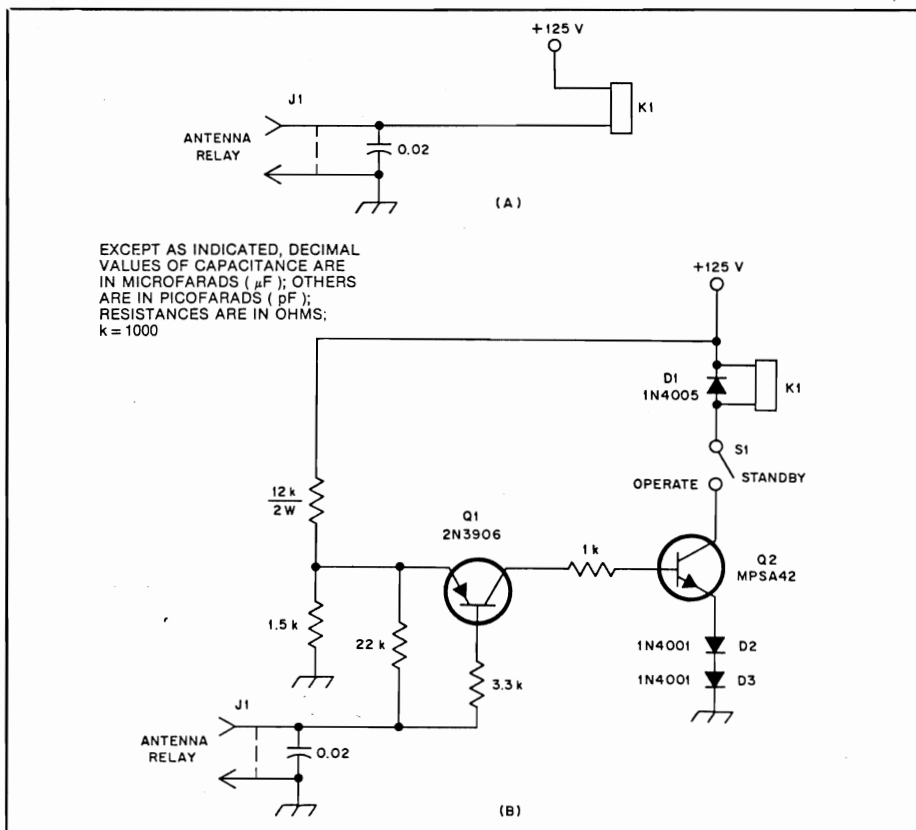 +125 V
J1
K1
ANTENNA
RELAY
0.02
(A)
EXCEPT AS INDICATED, DECIMAL
VALUES OF CAPACITANCE ARE
IN MICROFARADS ( μF ); OTHERS
ARE IN PICOFARADS ( pF );
RESISTANCES ARE IN OHMS;
k = 1000
+125 V
D1
1N4005
K1
S1
STANDBY
OPERATE
12 k
2W
Q1
2N3906
1 k
Q2
MPSA42
1.5 k
22 k
3.3 k
1N4001 D2
1N4001 D3
J1
ANTENNA
RELAY
0.02
(B)